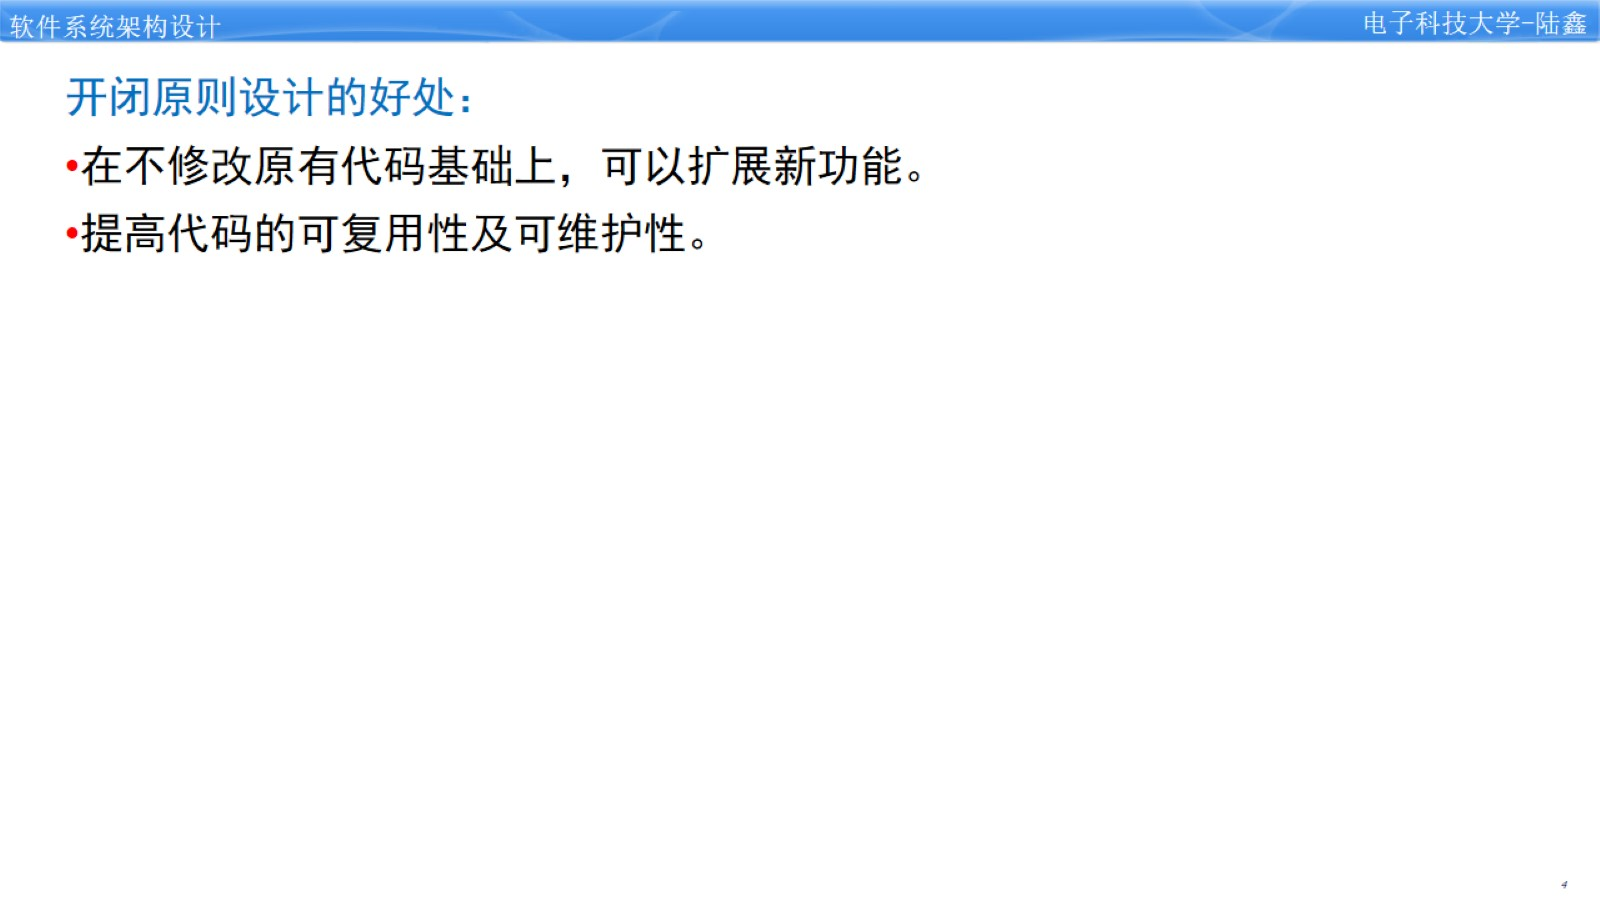 软件系统架构设计
电子科技大学-陆鑫
开闭原则设计的好处：
•在不修改原有代码基础上，可以扩展新功能。
•提高代码的可复用性及可维护性。
4